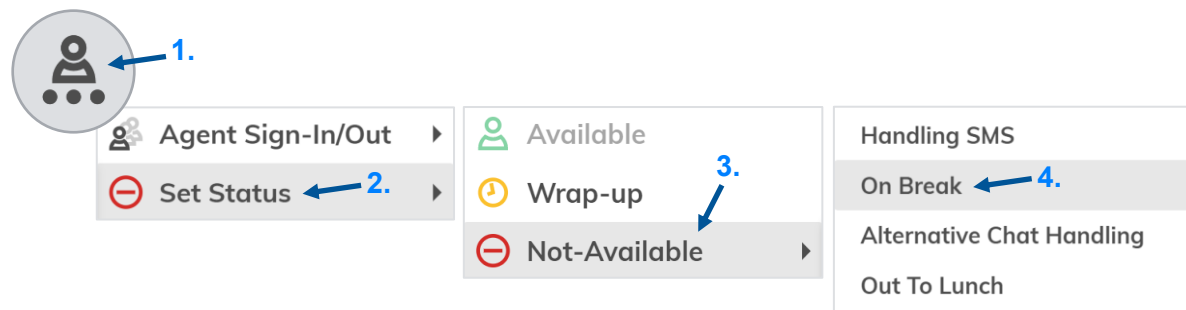 1.
Agent Sign-In/Out
Set Status
2.
Available
Wrap-up
3.
Not-Available
Handling SMS
On Break
4.
Alternative Chat Handling
Out To Lunch